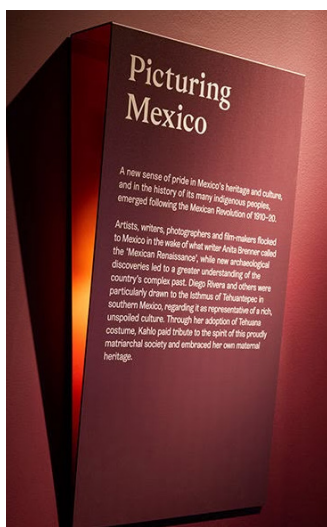 Picturing
Mexico
A new sense of pride in Mexico's heritage and culture,
and in the history of its many indigenous peoples,
emerged following the Mexican Revolution of 1910–20.
Artists, writers, photographers and film-makers flocked
to Mexico in the wake of what writer Anita Brenner called
the 'Mexican Renaissance', while new archaeological
discoveries led to a greater understanding of the
country's complex past. Diego Rivera and others were
particularly drawn to the Isthmus of Tehuantepec in
southern Mexico, regarding it as representative of a rich,
unspoiled culture. Through her adoption of Tehuana
costume, Kahlo paid tribute to the spirit of this proudly
matriarchal society and embraced her own maternal
heritage.